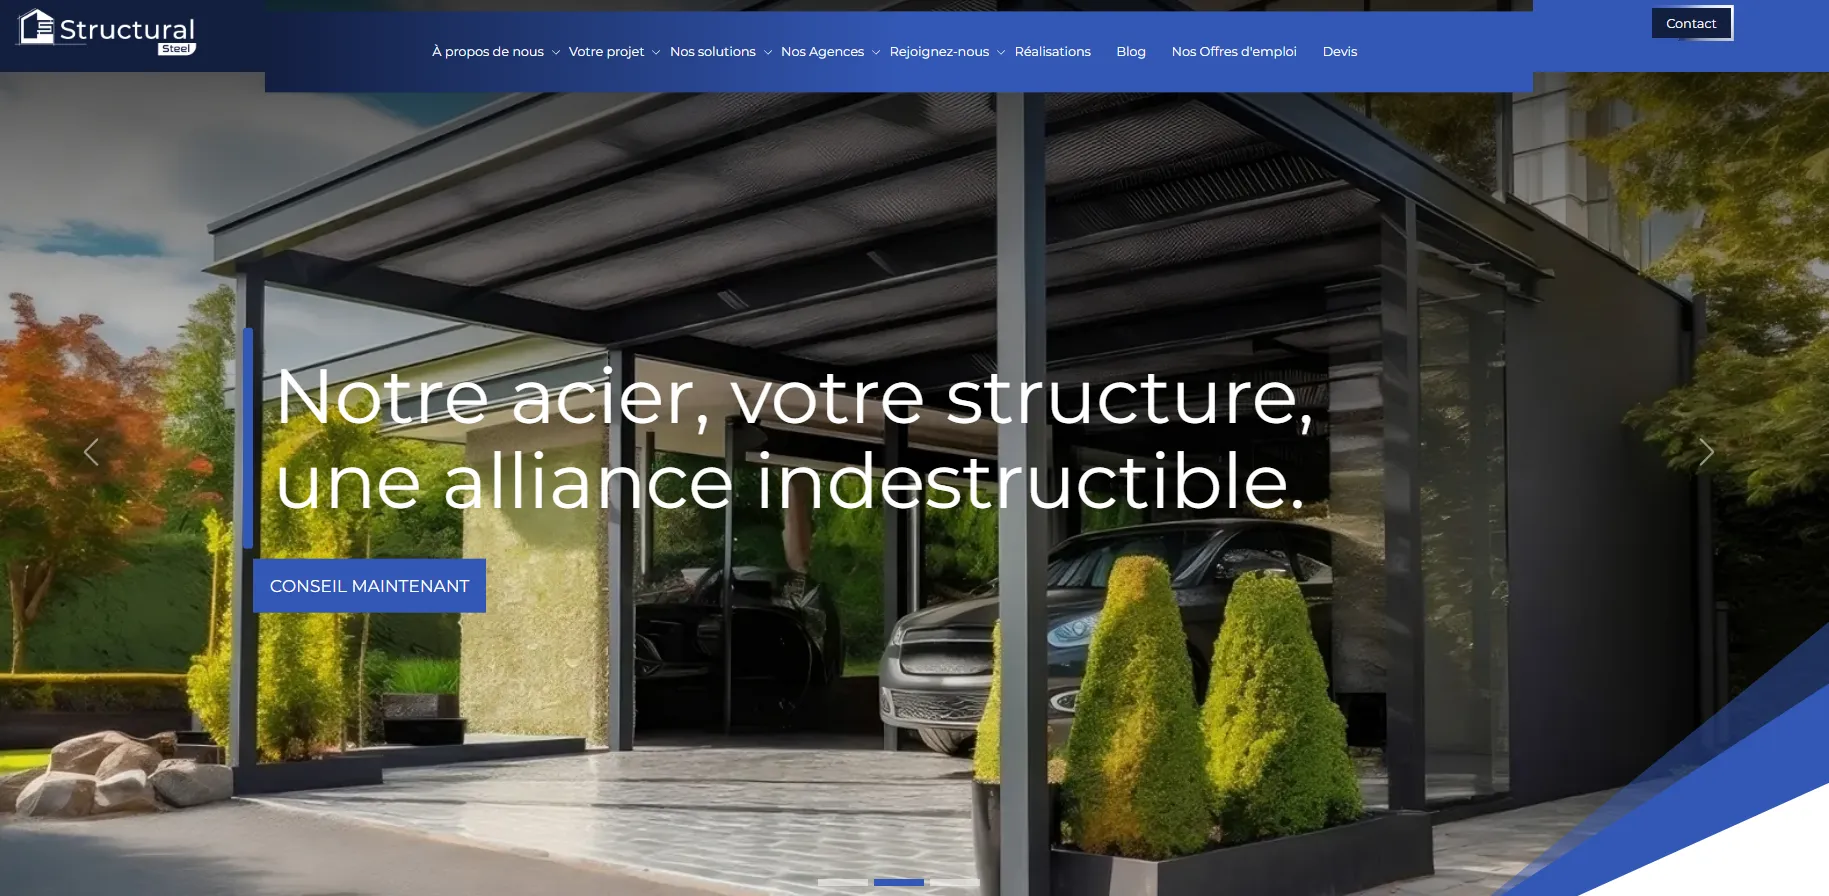 Structural
Steel
À propos de nous
Votre projet
Nos solutions
Nos Agences
Rejoignez-nous
Réalisations
Blog
Nos Offres d'emploi
Devis
Contact
Notre acier, votre structure,
une alliance indestructible.
CONSEIL MAINTENANT